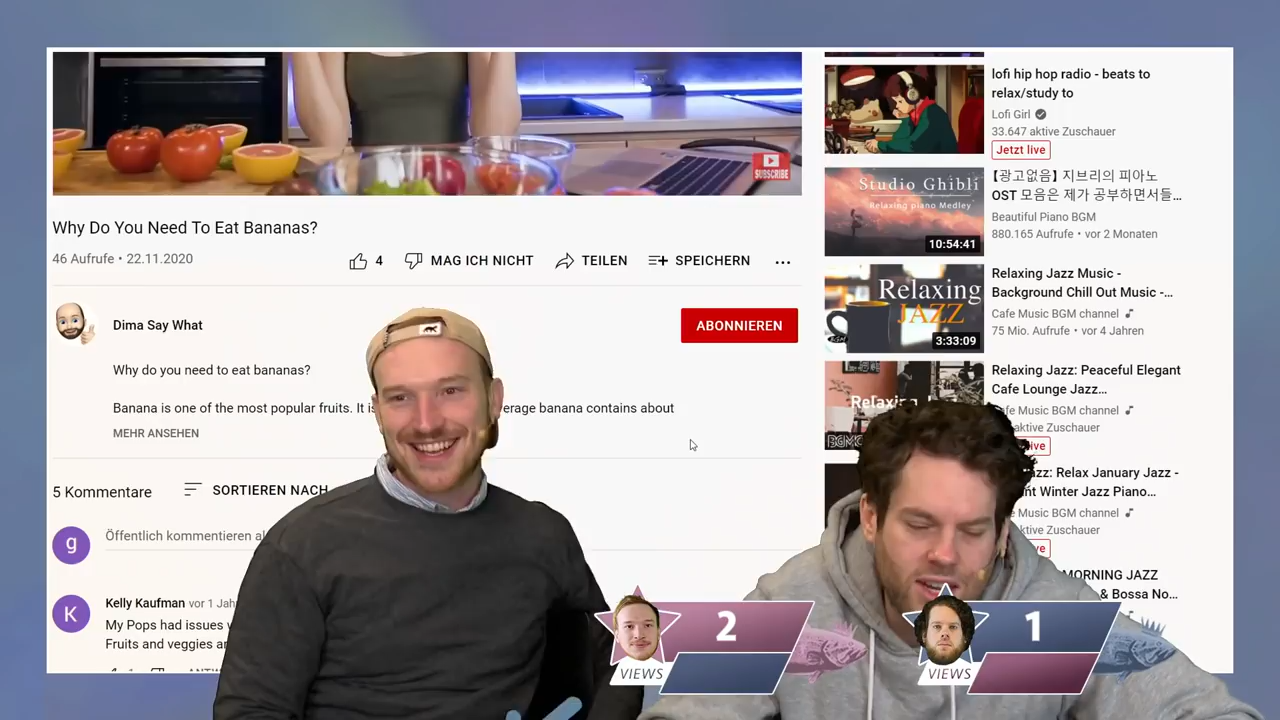 SUBSCRIBE
Why Do You Need To Eat Bananas?
46 Aufrufe • 22.11.2020
4
MAG ICH NICHT
TEILEN
SPEICHERN
Dima Say What
ABONNIEREN
Why do you need to eat bananas?
Banana is one of the most popular fruits. It is
erage banana contains about
MEHR ANSEHEN
5 Kommentare
SORTIEREN NACH
g
Öffentlich kommentieren al
K
Kelly Kaufman vor 1 Jah
My Pops had issues
Fruits and veggies ar
lofi hip hop radio - beats to
relax/study to
Lofi Girl
33.647 aktive Zuschauer
Jetzt live
Studio Ghibli
Relaxing piano Medley
10:54:41
【광고없음】 지브리의 피아노
OST 모음은 제가 공부하면서들...
Beautiful Piano BGM
880.165 Aufrufe • vor 2 Monaten
Relaxing
JAZZ
3:33:09
Relaxing Jazz Music -
Background Chill Out Music -...
Cafe Music BGM channel
75 Mio. Aufrufe • vor 4 Jahren
Relaxing
BGMC
Relaxing Jazz: Peaceful Elegant
Cafe Lounge Jazz...
Cafe Music BGM channel
aktive Zuschauer
live
azz: Relax January Jazz -
nt Winter Jazz Piano...
e Music BGM channel
aktive Zuschauer
ive
MORNING JAZZ
& Bossa No...
2
VIEWS
1
VIEWS